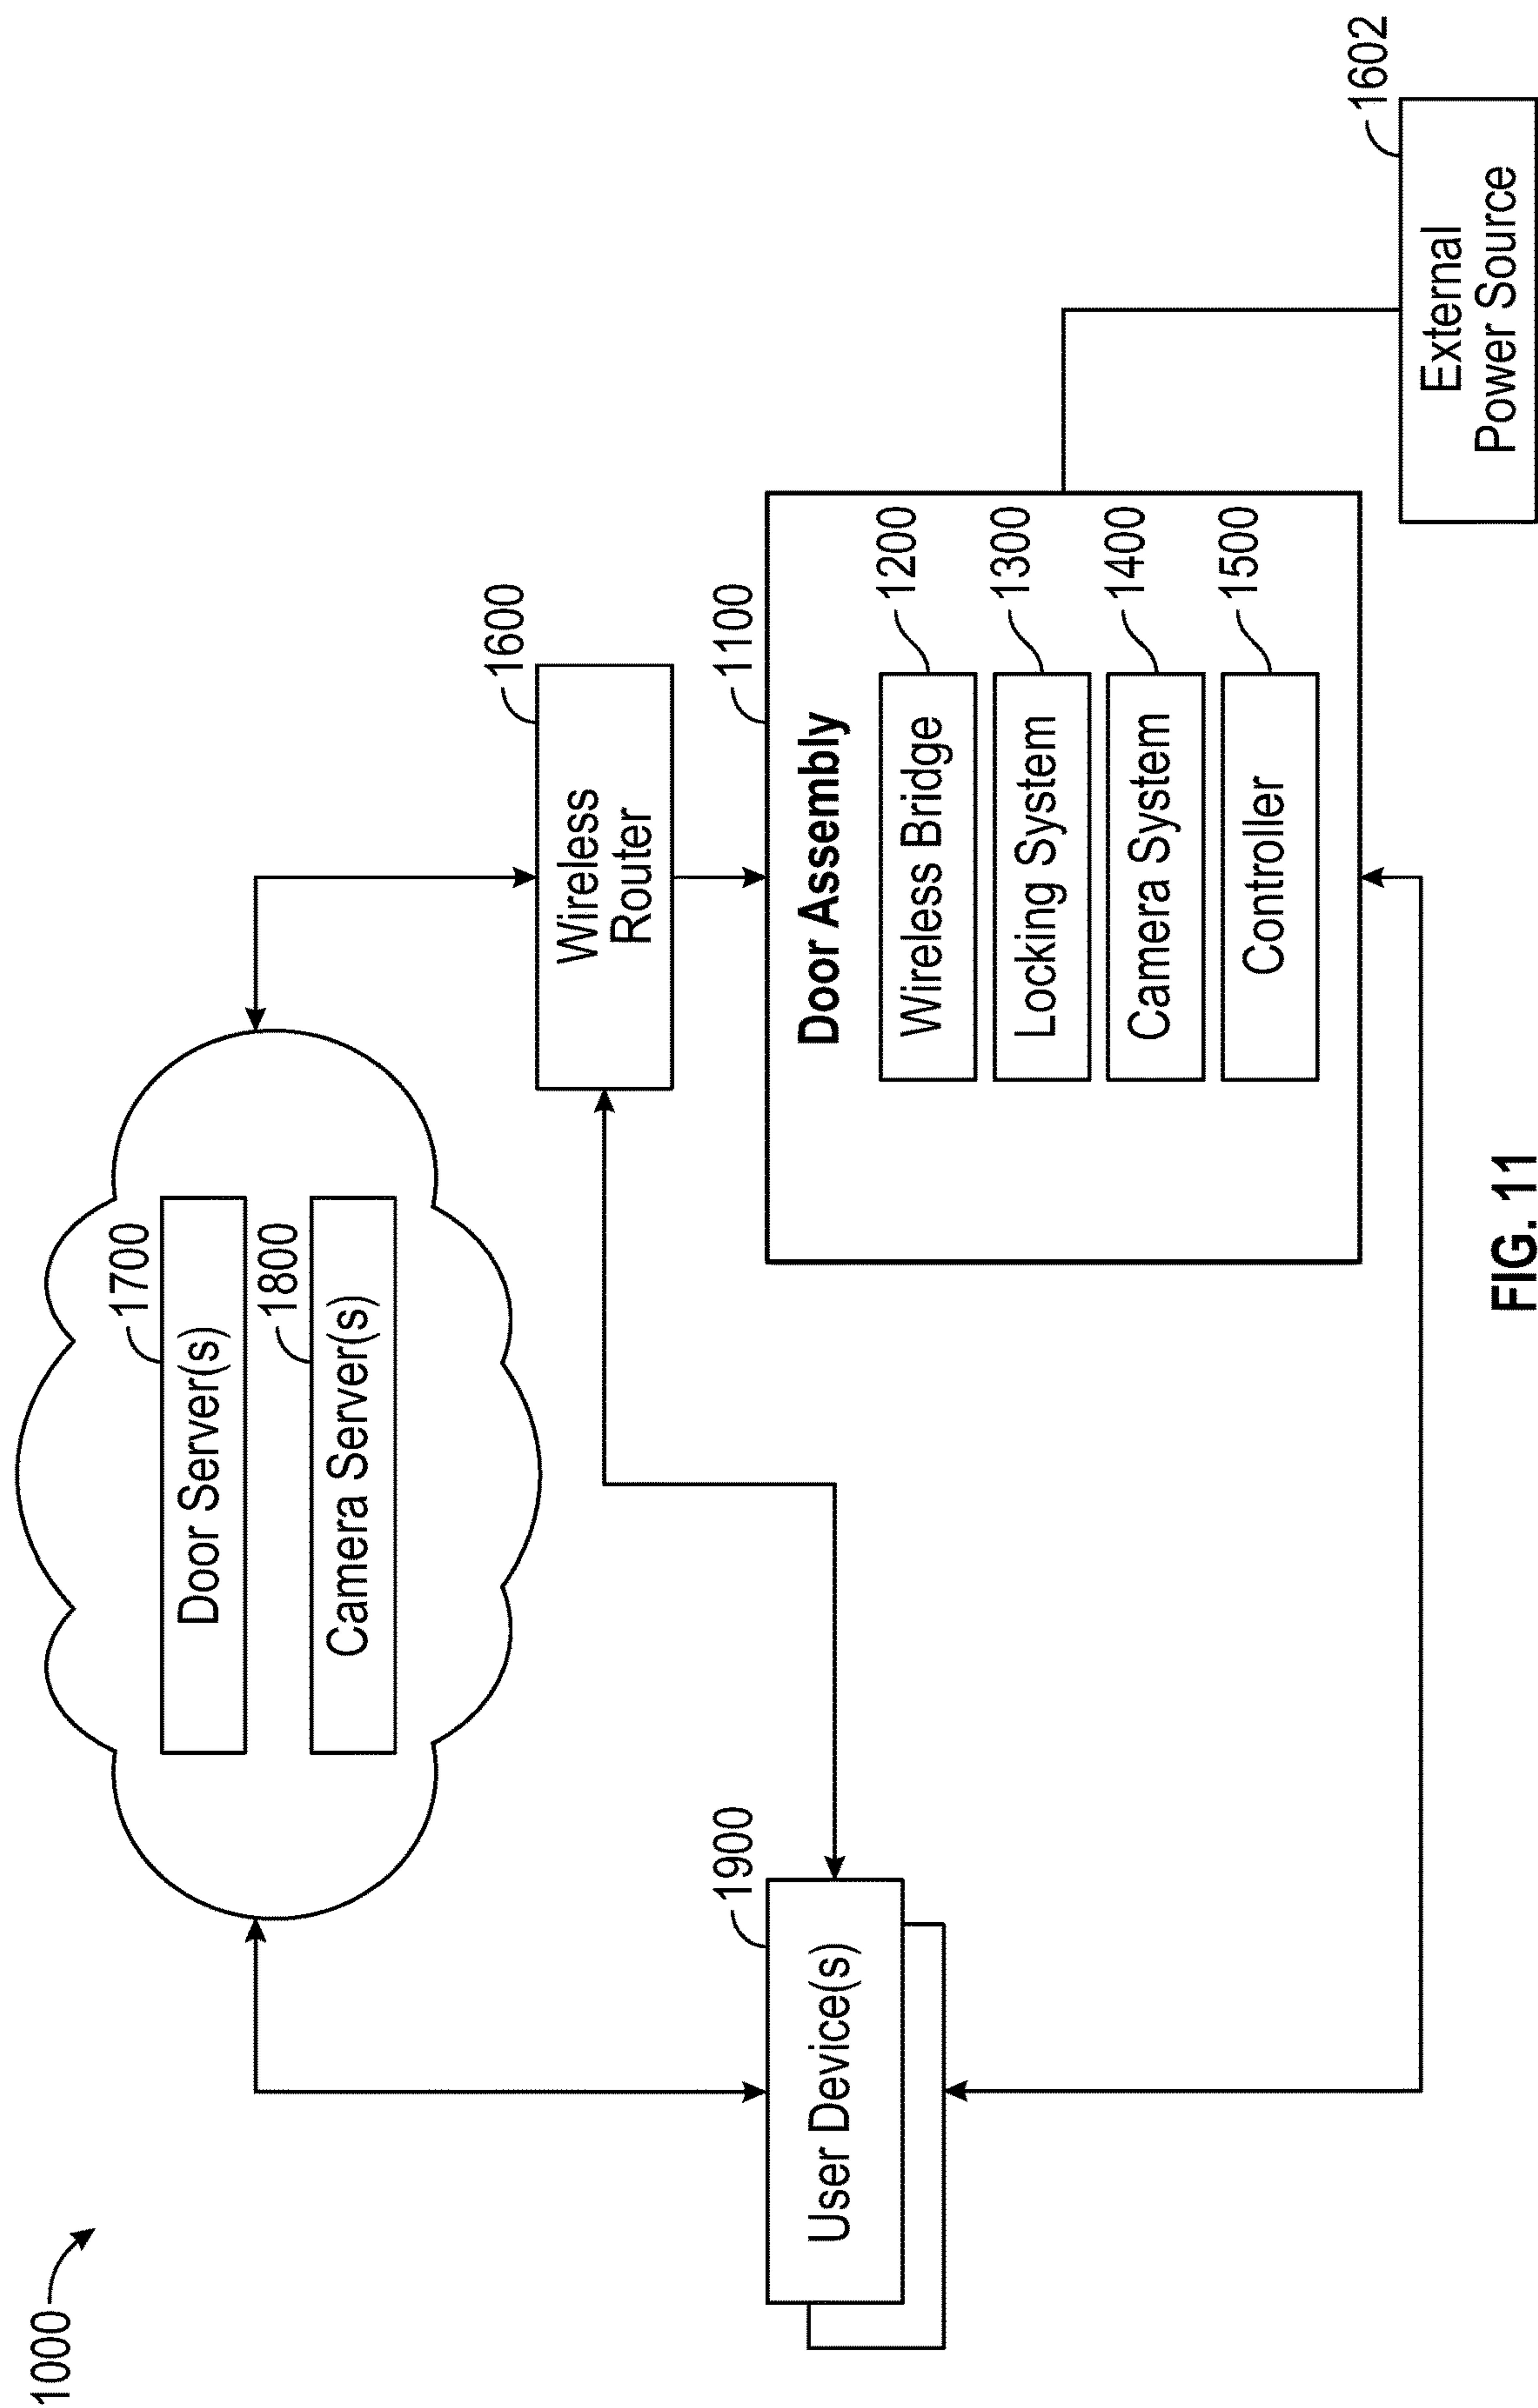 1000
1700
Door Server(s)
1800
Camera Server(s)
1900
User Device(s)
1600
Wireless
Router
1100
Door Assembly
Wireless Bridge
1200
Locking System
1300
Camera System
1400
Controller
1500
1602
External
Power Source
FIG. 11